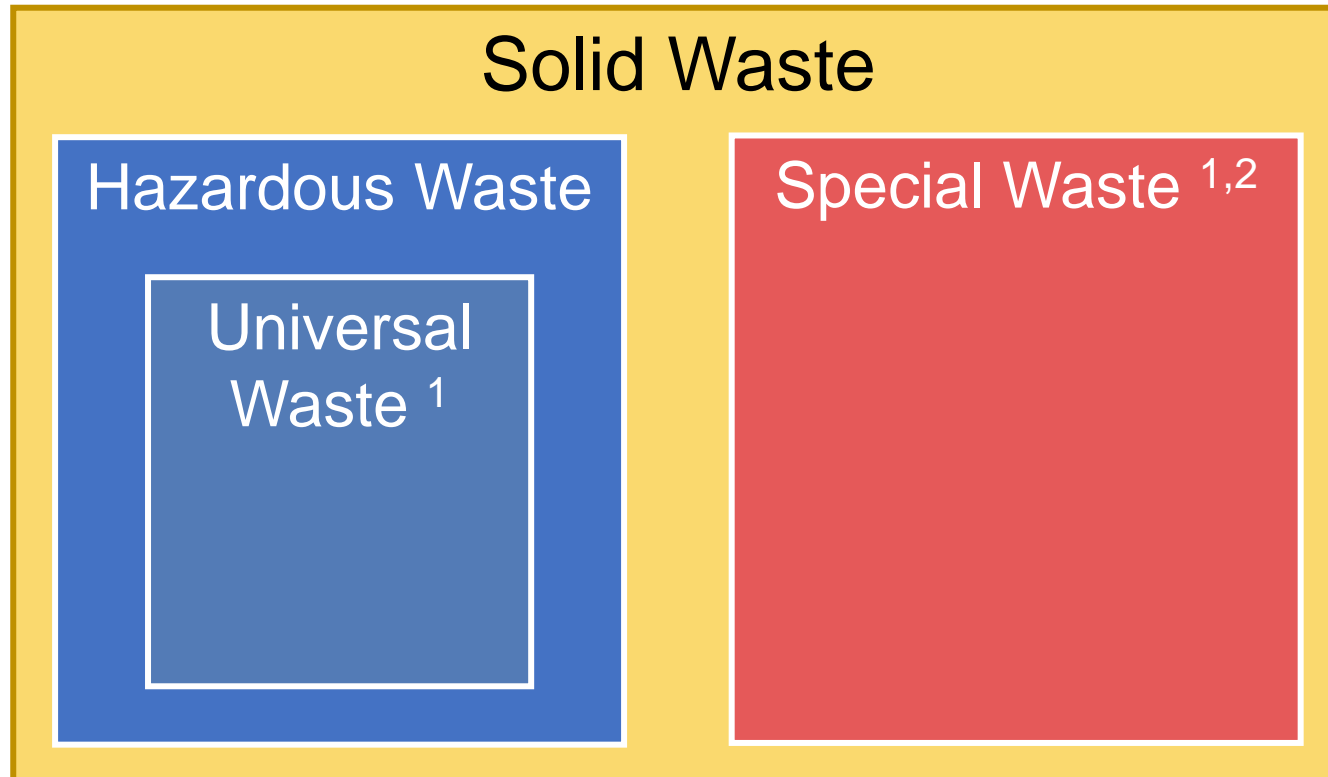 Solid Waste
Hazardous Waste
Universal
Waste ¹
Special Waste ¹,²